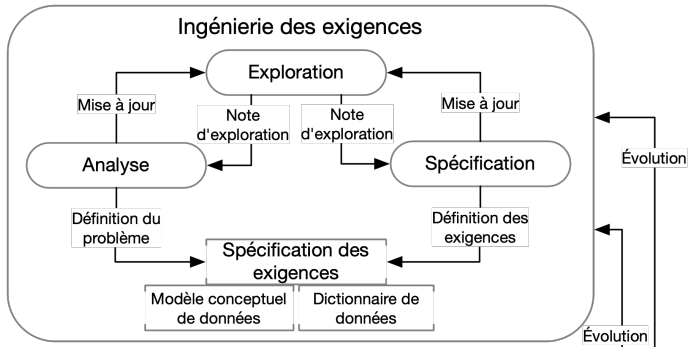 Ingénierie des exigences
Exploration
Mise à jour
Note
d'exploration
Note
d'exploration
Mise à jour
Analyse
Spécification
Évolution
Définition du
problème
Définition des
exigences
Spécification des
exigences
Modèle conceptuel
de données
Dictionnaire de
données
Évolution